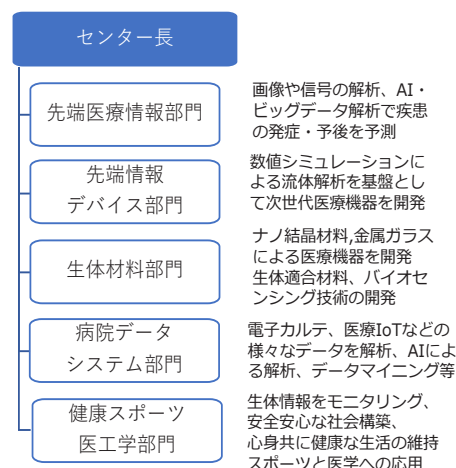 センター長
先端医療情報部門
画像や信号の解析、AI・
ビッグデータ解析で疾患
の発症・予後を予測
先端情報
デバイス部門
数値シミュレーションに
よる流体解析を基盤とし
て次世代医療機器を開発
生体材料部門
ナノ結晶材料,金属ガラス
による医療機器を開発
生体適合材料、バイオセ
ンシング技術の開発
病院データ
システム部門
電子カルテ、医療IoTなどの
様々なデータを解析、AIによ
る解析、データマイニング等
健康スポーツ
医工学部門
生体情報をモニタリング、
安全安心な社会構築、
心身共に健康な生活の維持
スポーツと医学への応用